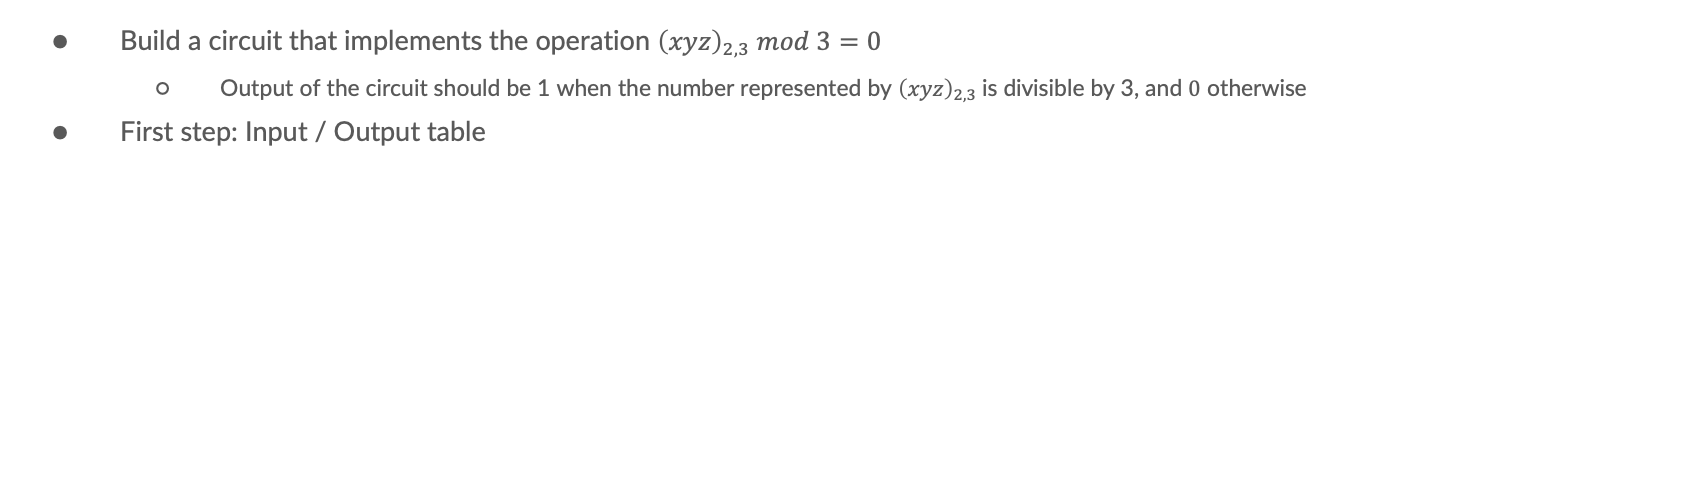 ● Build a circuit that implements the operation (xyz)₂,₃ mod 3 = 0
○ Output of the circuit should be 1 when the number represented by (xyz)₂,₃ is divisible by 3, and 0 otherwise
● First step: Input / Output table